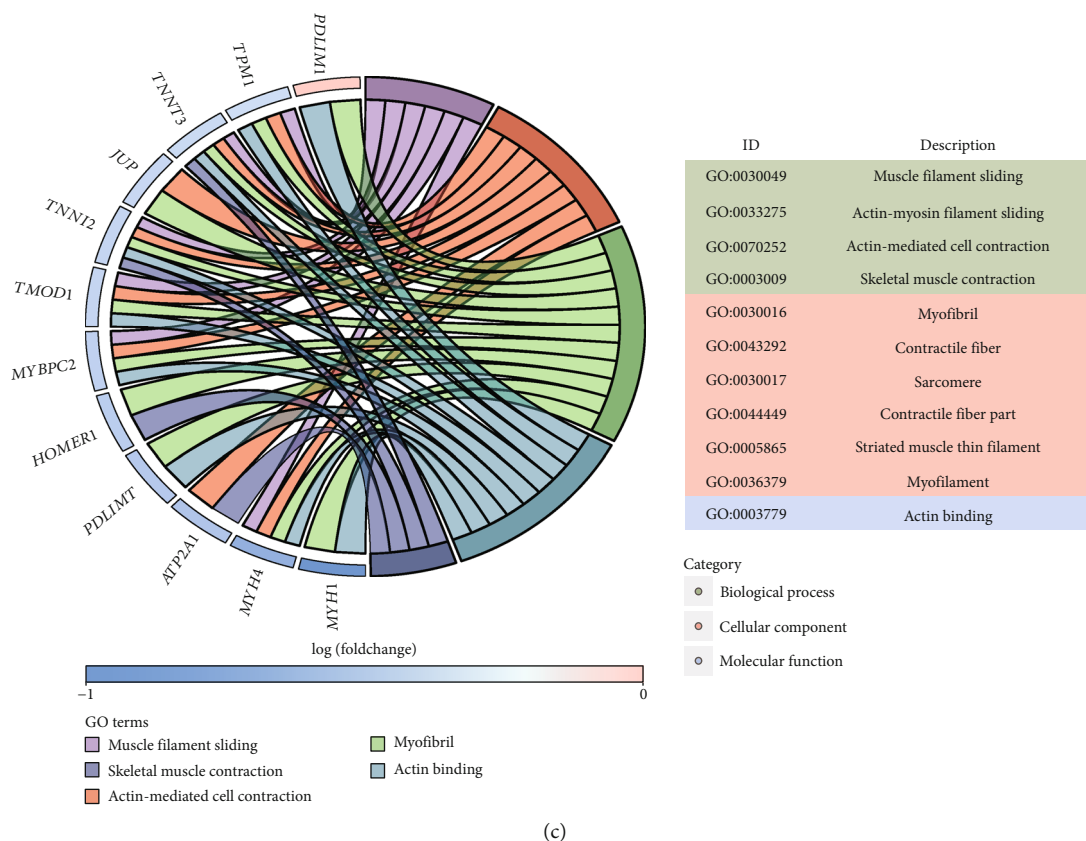 PDLIM1
TPM1
TNNT3
JUP
TNNI2
TMOD1
MYBPC2
HOMER1
PDLIMT
ATP2A1
MYH4
MYH1
log (foldchange)
−1 0
GO terms
Muscle filament sliding
Skeletal muscle contraction
Actin-mediated cell contraction
Myofibril
Actin binding
ID Description
GO:0030049 Muscle filament sliding
GO:0033275 Actin-myosin filament sliding
GO:0070252 Actin-mediated cell contraction
GO:0003009 Skeletal muscle contraction
GO:0030016 Myofibril
GO:0043292 Contractile fiber
GO:0030017 Sarcomere
GO:0044449 Contractile fiber part
GO:0005865 Striated muscle thin filament
GO:0036379 Myofilament
GO:0003779 Actin binding
Category
Biological process
Cellular component
Molecular function
(c)